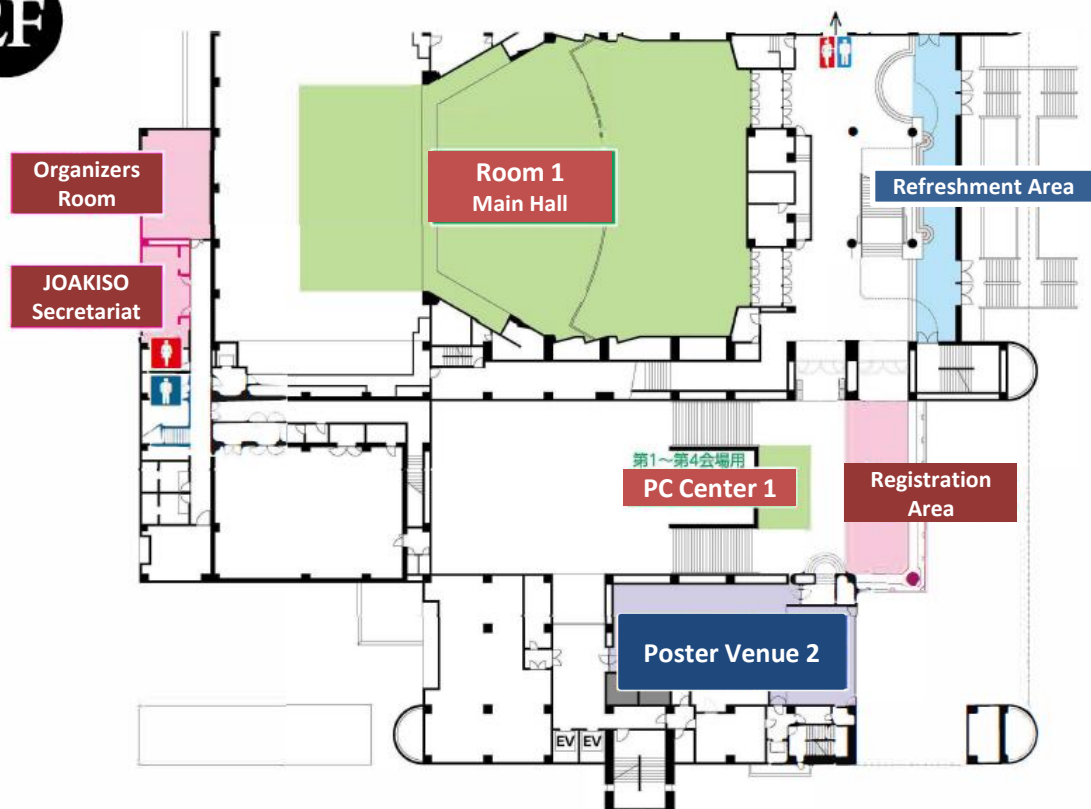 2F
Organizers
Room
Room 1
Main Hall
Refreshment Area
JOAKISO
Secretariat
第1～第4会場用
PC Center 1
Registration
Area
Poster Venue 2
EV EV